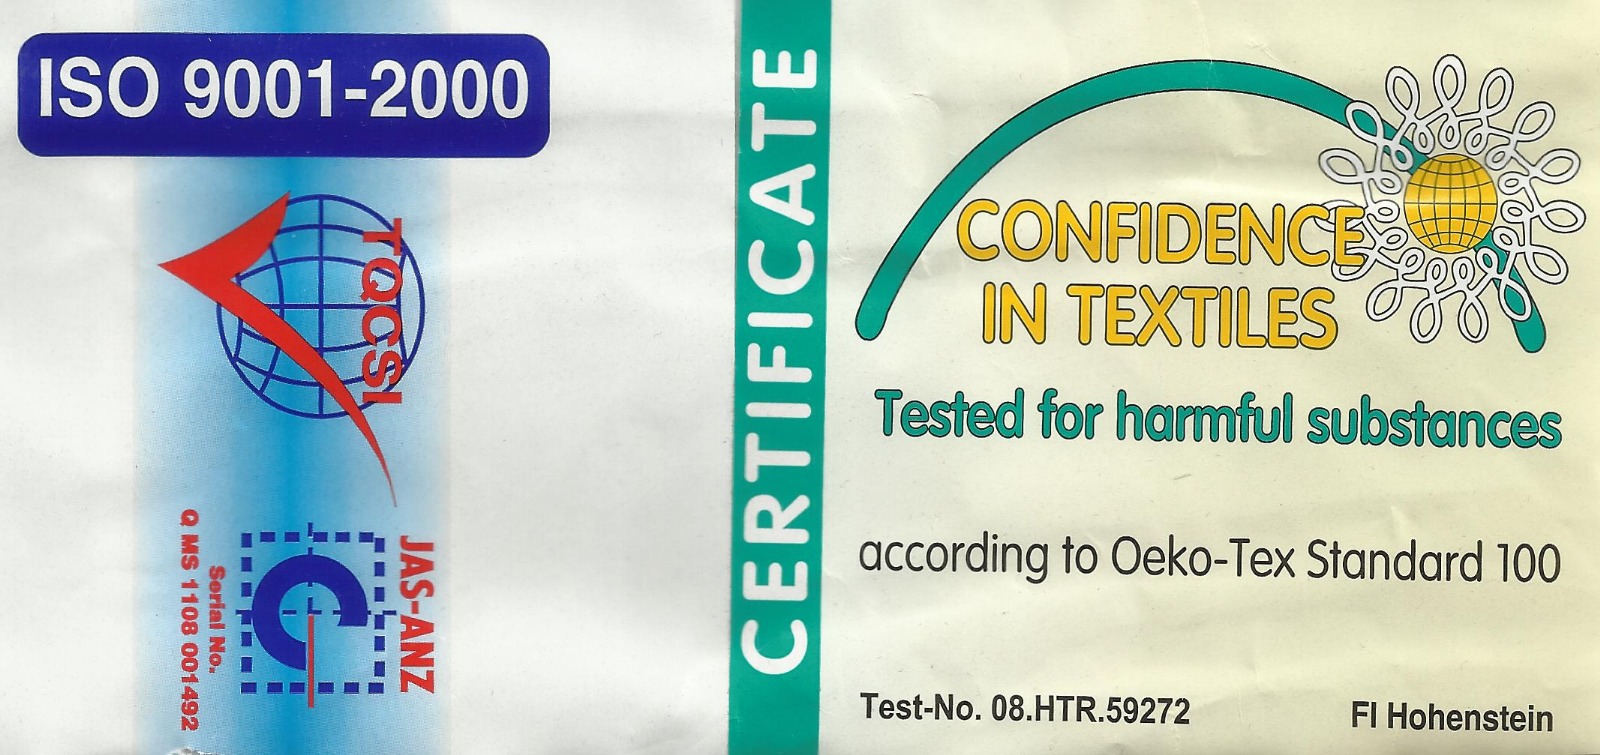 ISO 9001-2000
TQCSI
JAS-ANZ
Serial No.
Q MS 1108 001492
CERTIFICATE
CONFIDENCE
IN TEXTILES
Tested for harmful substances
according to Oeko-Tex Standard 100
Test-No. 08.HTR.59272
FI Hohenstein